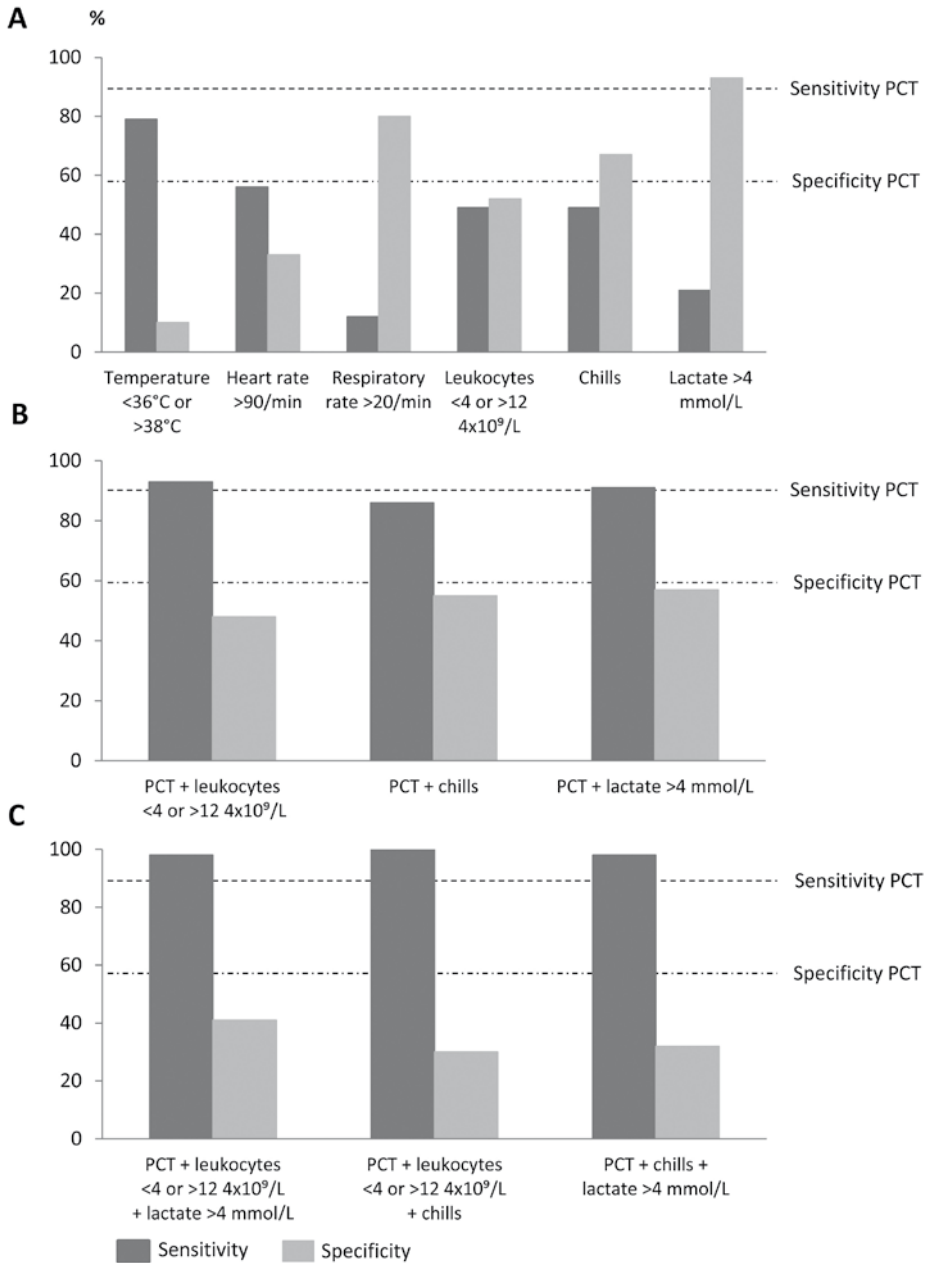 A
%
100
80
60
40
20
0
Sensitivity PCT
Specificity PCT
Temperature
<36°C or
>38°C
Heart rate
>90/min
Respiratory
rate >20/min
Leukocytes
<4 or >12
4x10⁹/L
Chills
Lactate >4
mmol/L
B
100
80
60
40
20
0
Sensitivity PCT
Specificity PCT
PCT + leukocytes
<4 or >12 4x10⁹/L
PCT + chills
PCT + lactate >4 mmol/L
C
100
80
60
40
20
0
Sensitivity PCT
Specificity PCT
PCT + leukocytes
<4 or >12 4x10⁹/L
+ lactate >4 mmol/L
PCT + leukocytes
<4 or >12 4x10⁹/L
+ chills
PCT + chills +
lactate >4 mmol/L
Sensitivity
Specificity